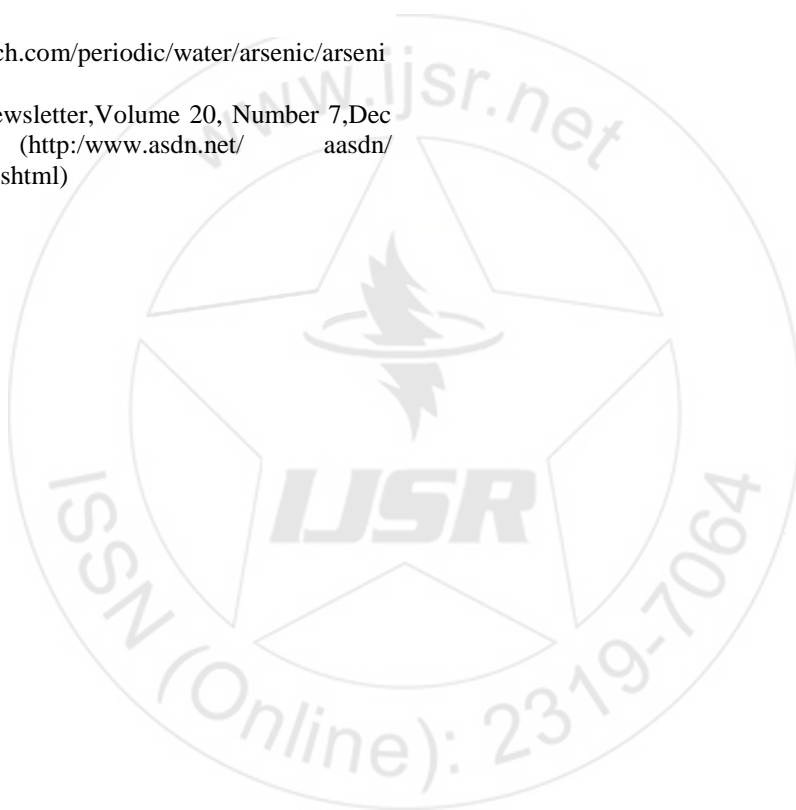 ch.com/periodic/water/arsenic/arseni
ewsletter,Volume 20, Number 7,Dec
(http:/www.asdn.net/ aasdn/
shtml)
www.ijsr.net
IJSR
ISSN (Online): 2319-7064